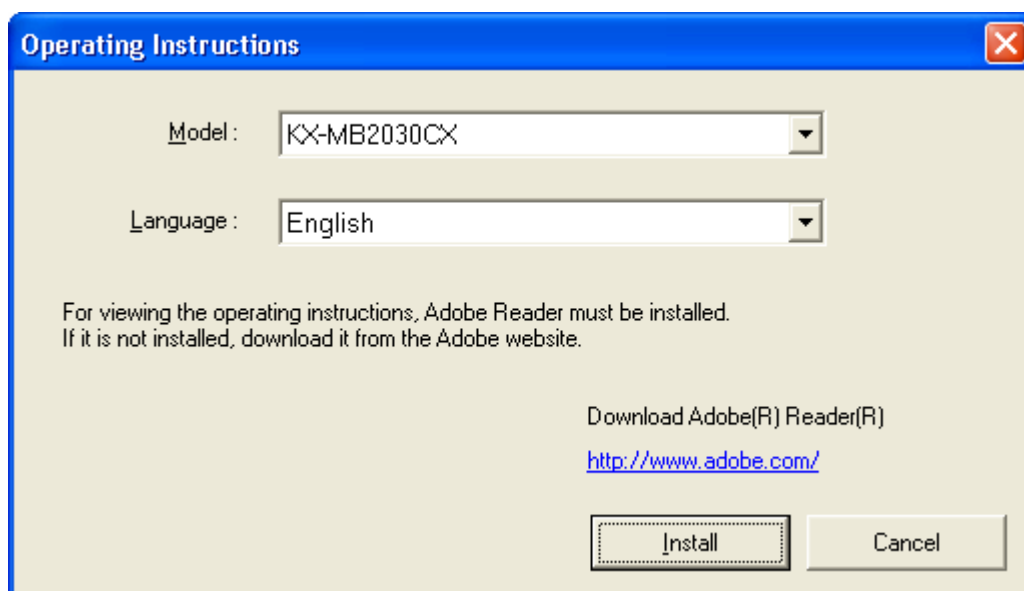 Operating Instructions
Model : KX-MB2030CX
Language : English
For viewing the operating instructions, Adobe Reader must be installed.
If it is not installed, download it from the Adobe website.
Download Adobe(R) Reader(R)
http://www.adobe.com/
Install Cancel